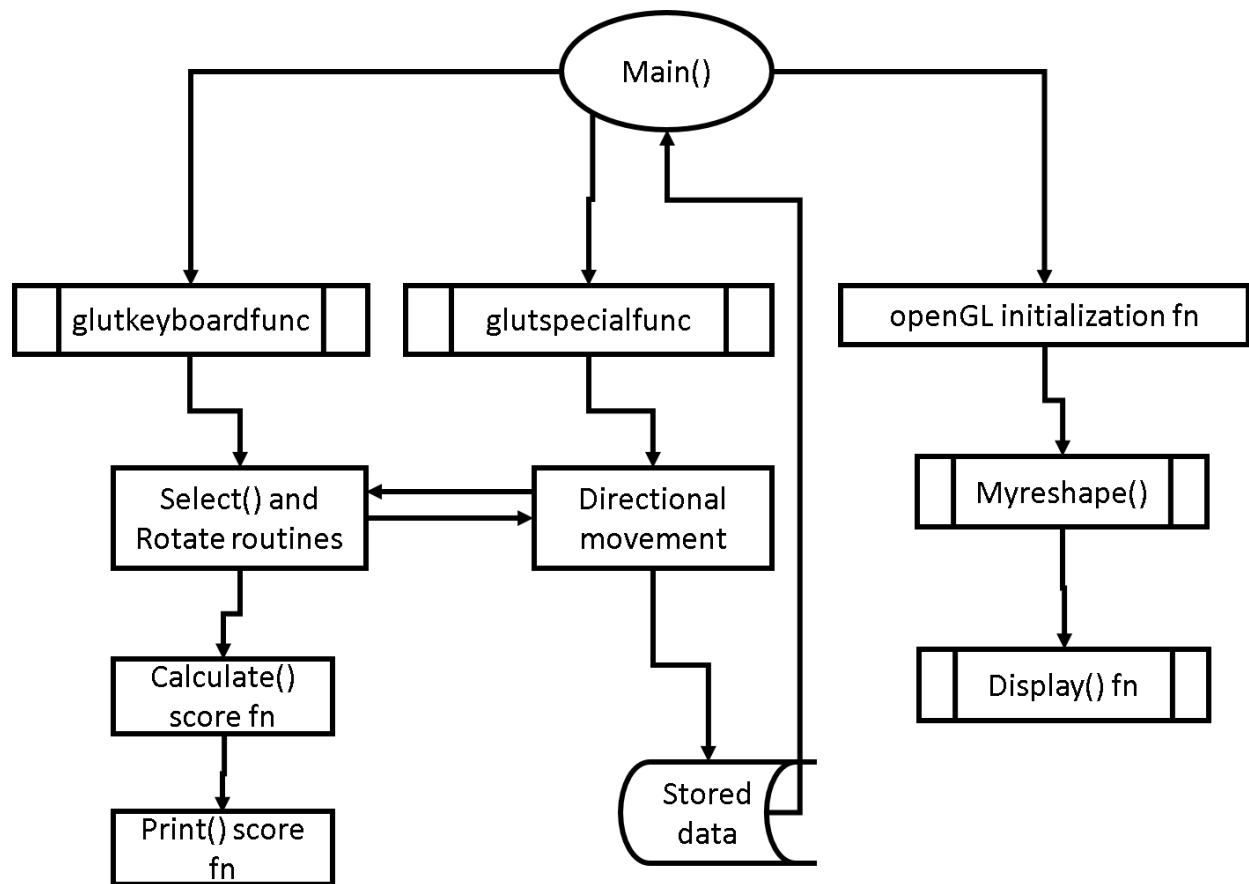 Main()
glutkeyboardfunc
glutspecialfunc
openGL initialization fn
Select() and
Rotate routines
Directional
movement
Myreshape()
Calculate()
score fn
Display() fn
Print() score
fn
Stored
data